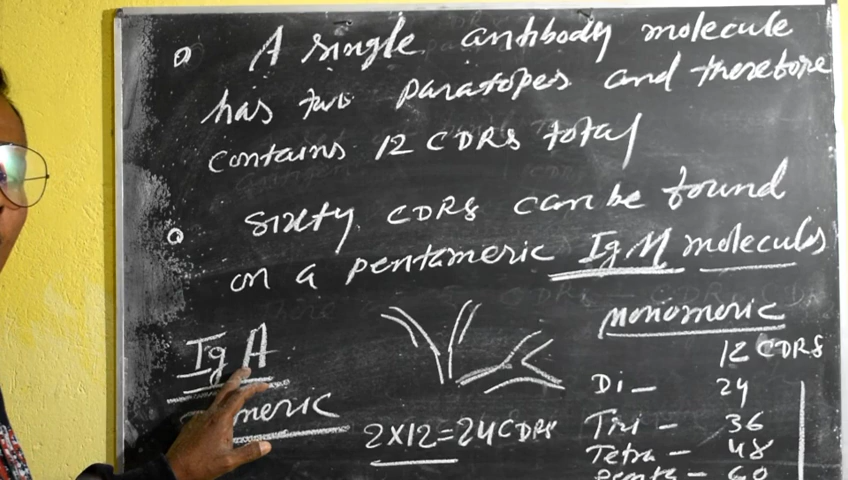 A single antibody molecule
has two paratopes and therefore
contains 12 CDRs total
sixty CDRs can be found
on a pentameric IgM molecules
IgA
meric
2X12=24CDRs
Monomeric
12 CDRs
Di - 24
Tri - 36
Tetra - 48
Penta - 60